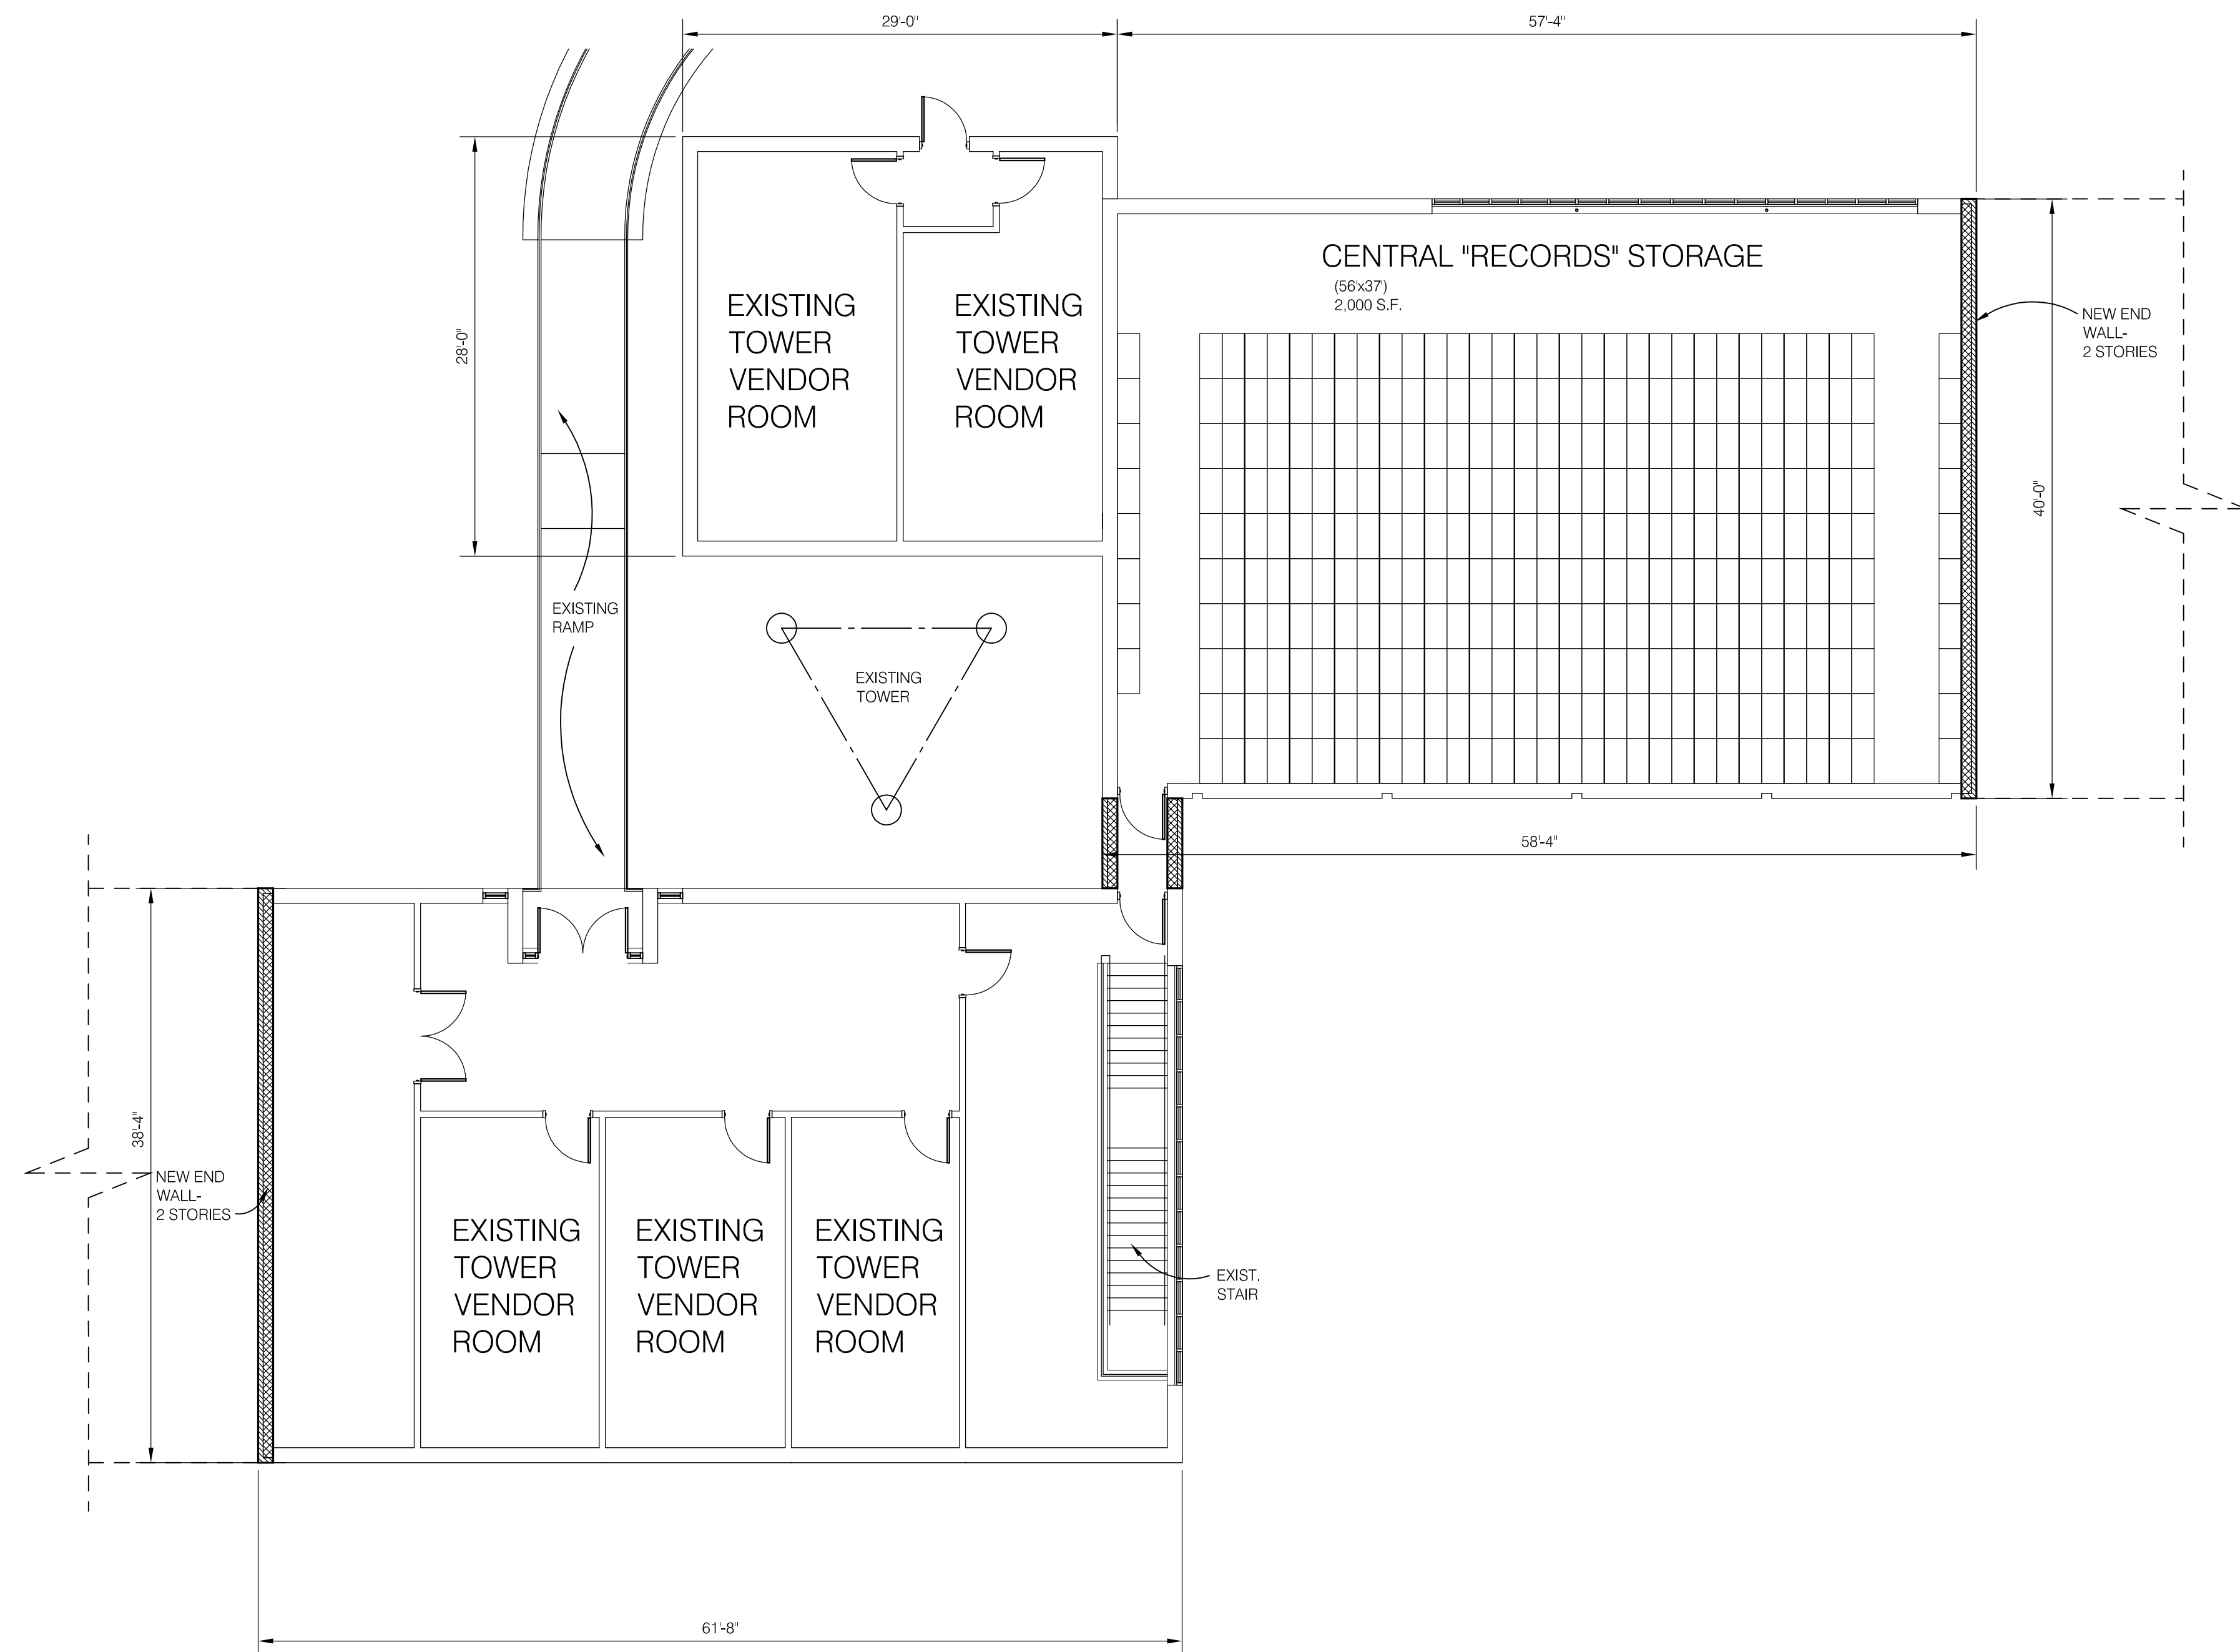 29'-0"
57'-4"
CENTRAL "RECORDS" STORAGE
(56'x37')
2,000 S.F.
EXISTING
TOWER
VENDOR
ROOM
EXISTING
TOWER
VENDOR
ROOM
NEW END
WALL-
2 STORIES
28'-0"
40'-0"
EXISTING
RAMP
EXISTING
TOWER
58'-4"
38'-4"
NEW END
WALL-
2 STORIES
EXISTING
TOWER
VENDOR
ROOM
EXISTING
TOWER
VENDOR
ROOM
EXISTING
TOWER
VENDOR
ROOM
EXIST.
STAIR
61'-8"